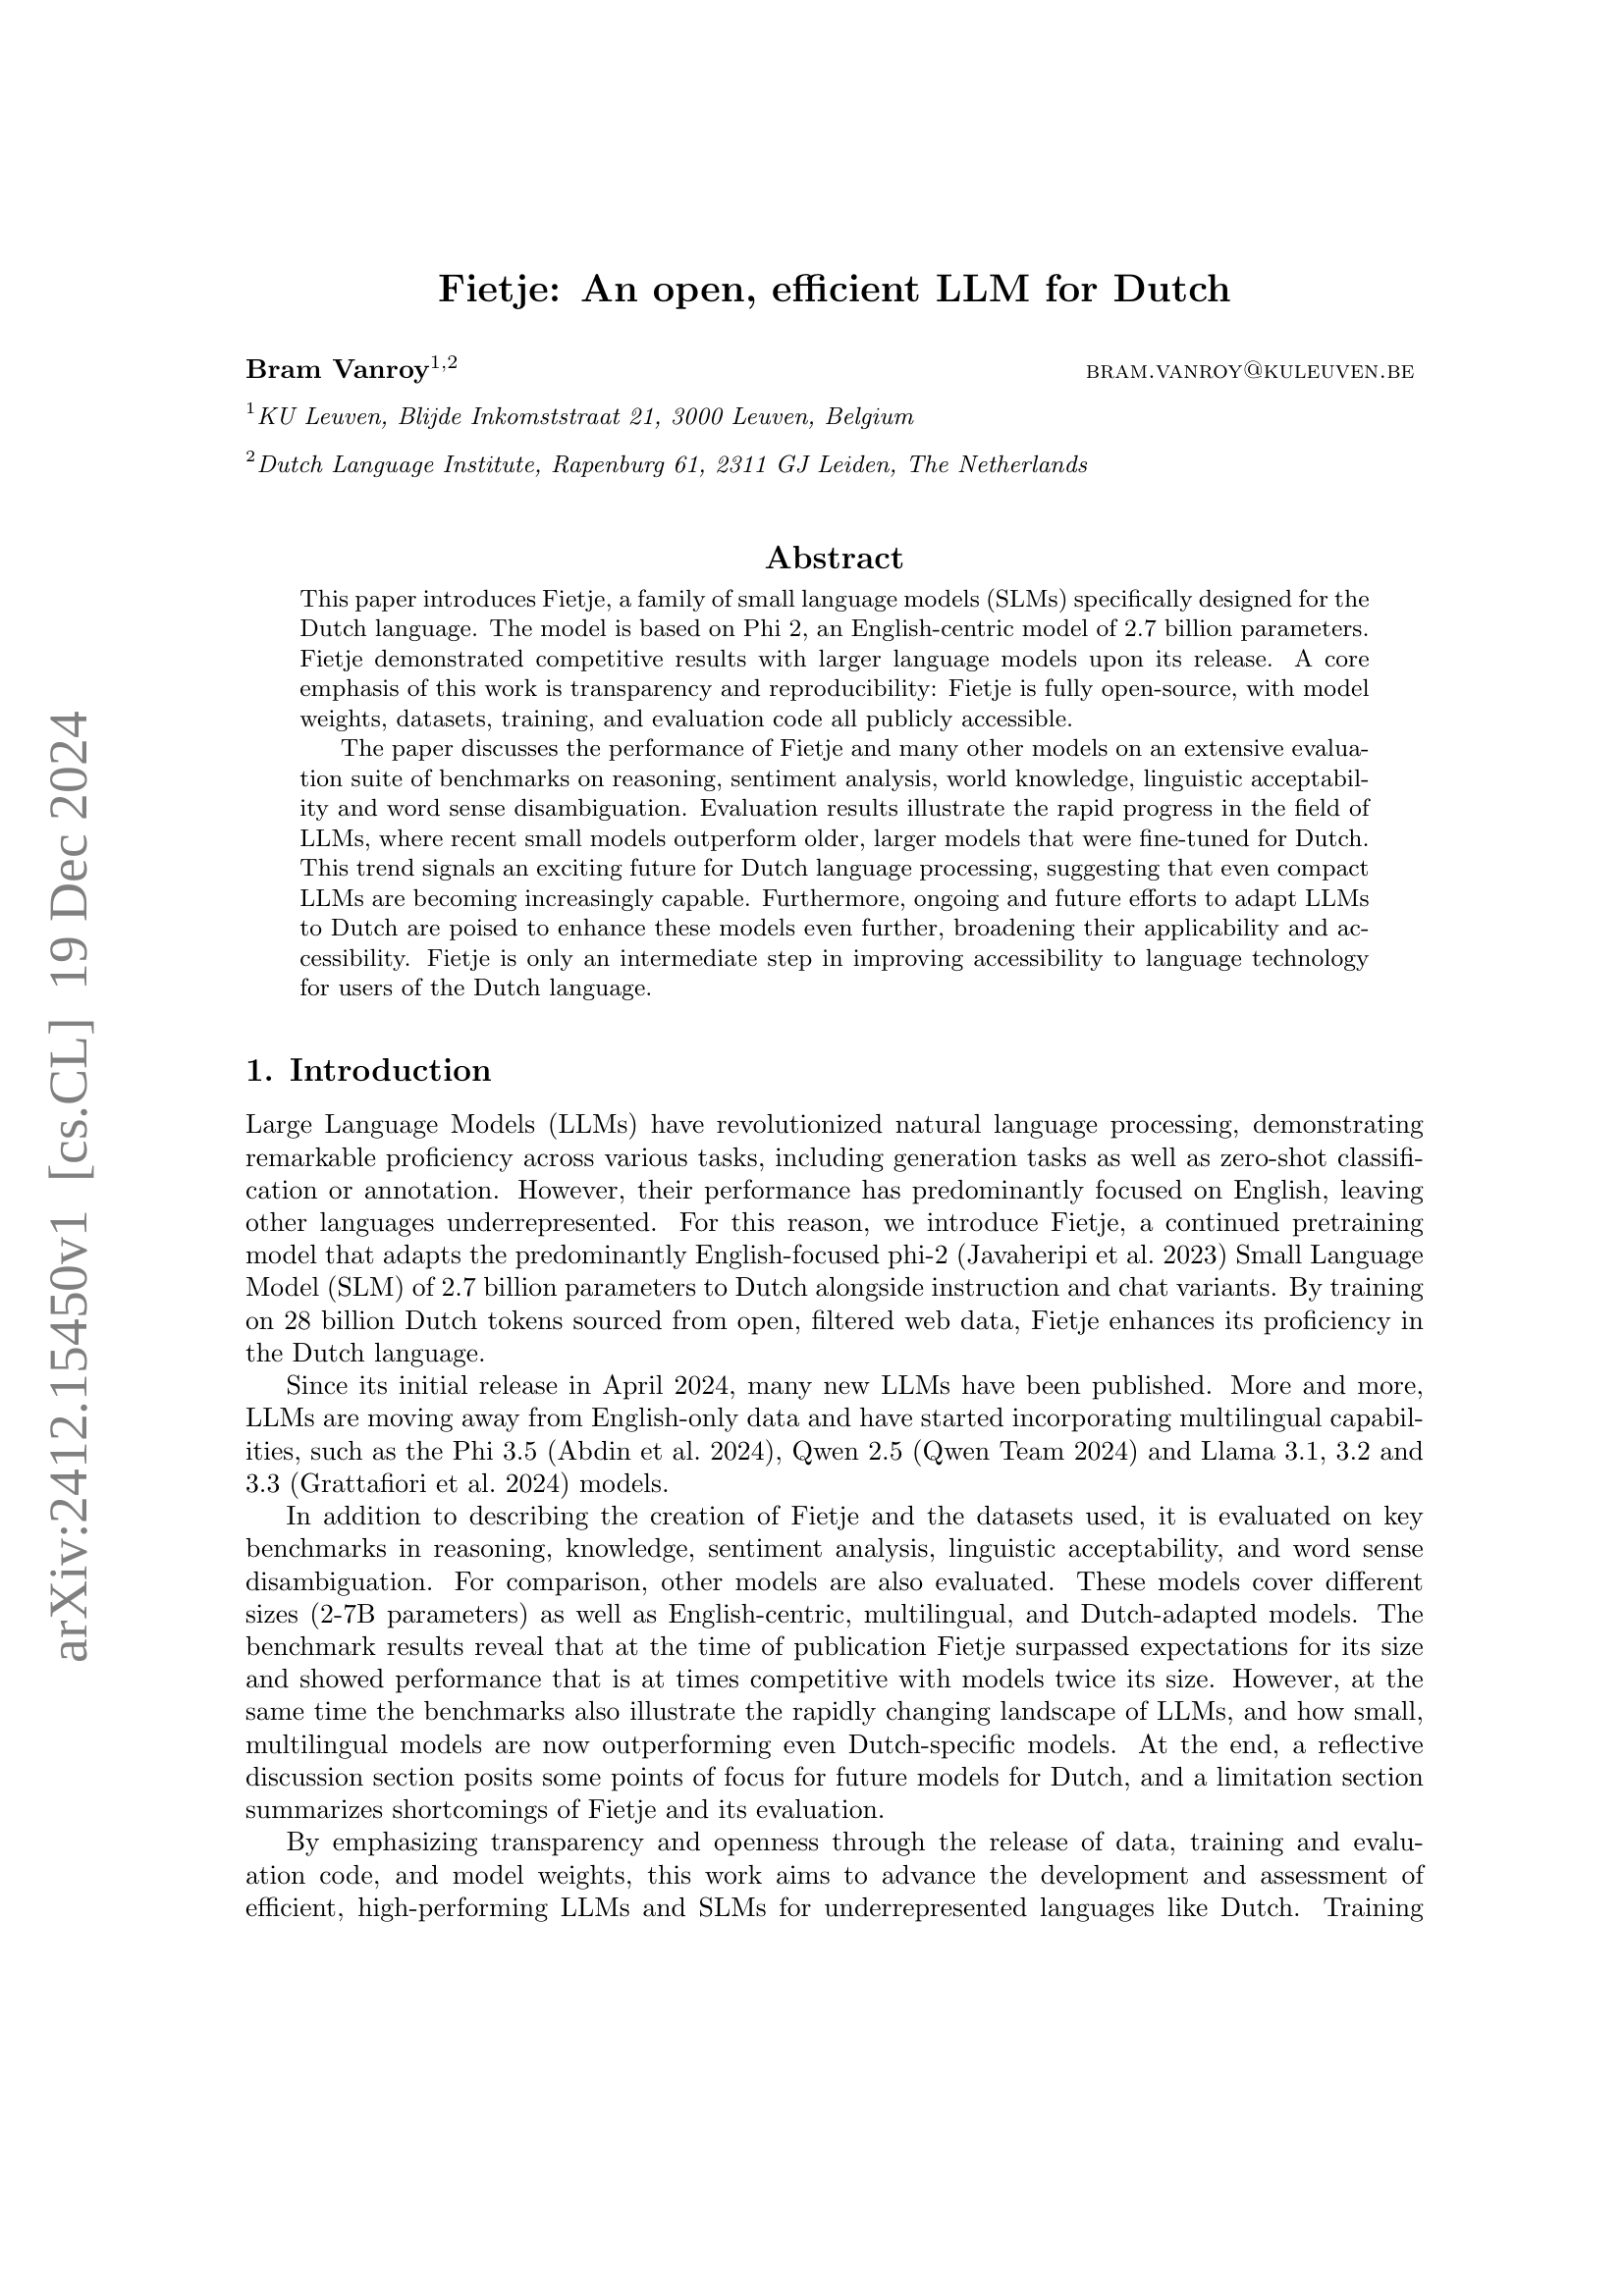 Fietje: An open, efficient LLM for Dutch
Bram Vanroy1,2 BRAM.VANROY@KULEUVEN.BE
1KU Leuven, Blijde Inkomststraat 21, 3000 Leuven, Belgium
2Dutch Language Institute, Rapenburg 61, 2311 GJ Leiden, The Netherlands
Abstract
This paper introduces Fietje, a family of small language models (SLMs) specifically designed for the
Dutch language. The model is based on Phi 2, an English-centric model of 2.7 billion parameters.
Fietje demonstrated competitive results with larger language models upon its release. A core
emphasis of this work is transparency and reproducibility: Fietje is fully open-source, with model
weights, datasets, training, and evaluation code all publicly accessible.
The paper discusses the performance of Fietje and many other models on an extensive evalua-
tion suite of benchmarks on reasoning, sentiment analysis, world knowledge, linguistic acceptabil-
ity and word sense disambiguation. Evaluation results illustrate the rapid progress in the field of
LLMs, where recent small models outperform older, larger models that were fine-tuned for Dutch.
This trend signals an exciting future for Dutch language processing, suggesting that even compact
LLMs are becoming increasingly capable. Furthermore, ongoing and future efforts to adapt LLMs
to Dutch are poised to enhance these models even further, broadening their applicability and ac-
cessibility. Fietje is only an intermediate step in improving accessibility to language technology
for users of the Dutch language.
1. Introduction
Large Language Models (LLMs) have revolutionized natural language processing, demonstrating
remarkable proficiency across various tasks, including generation tasks as well as zero-shot classifi-
cation or annotation. However, their performance has predominantly focused on English, leaving
other languages underrepresented. For this reason, we introduce Fietje, a continued pretraining
model that adapts the predominantly English-focused phi-2 (Javaheripi et al. 2023) Small Language
Model (SLM) of 2.7 billion parameters to Dutch alongside instruction and chat variants. By training
on 28 billion Dutch tokens sourced from open, filtered web data, Fietje enhances its proficiency in
the Dutch language.
Since its initial release in April 2024, many new LLMs have been published. More and more,
LLMs are moving away from English-only data and have started incorporating multilingual capabil-
ities, such as the Phi 3.5 (Abdin et al. 2024), Qwen 2.5 (Qwen Team 2024) and Llama 3.1, 3.2 and
3.3 (Grattafiori et al. 2024) models.
In addition to describing the creation of Fietje and the datasets used, it is evaluated on key
benchmarks in reasoning, knowledge, sentiment analysis, linguistic acceptability, and word sense
disambiguation. For comparison, other models are also evaluated. These models cover different
sizes (2-7B parameters) as well as English-centric, multilingual, and Dutch-adapted models. The
benchmark results reveal that at the time of publication Fietje surpassed expectations for its size
and showed performance that is at times competitive with models twice its size. However, at the
same time the benchmarks also illustrate the rapidly changing landscape of LLMs, and how small,
multilingual models are now outperforming even Dutch-specific models. At the end, a reflective
discussion section posits some points of focus for future models for Dutch, and a limitation section
summarizes shortcomings of Fietje and its evaluation.
By emphasizing transparency and openness through the release of data, training and evalu-
ation code, and model weights, this work aims to advance the development and assessment of
efficient, high-performing LLMs and SLMs for underrepresented languages like Dutch. Training
arXiv:2412.15450v1 [cs.CL] 19 Dec 2024